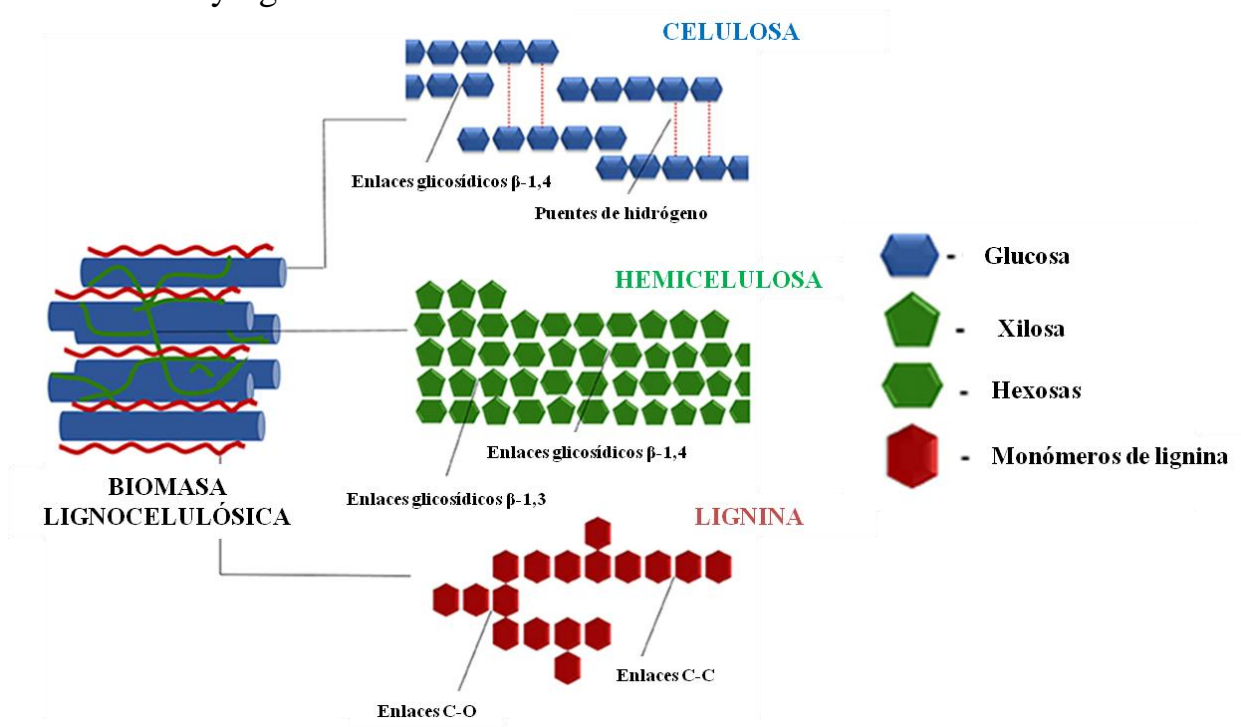 CELULOSA
Enlaces glicosídicos β-1,4
Puentes de hidrógeno
HEMICELULOSA
Enlaces glicosídicos β-1,4
Enlaces glicosídicos β-1,3
BIOMASA
LIGNOCELULÓSICA
LIGNINA
Enlaces C-C
Enlaces C-O
- Glucosa
- Xilosa
- Hexosas
- Monómeros de lignina